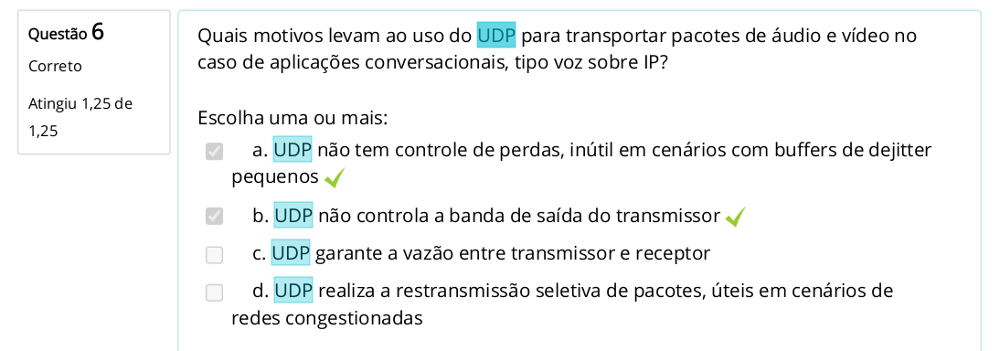 Questão 6
Correto
Atingiu 1,25 de
1,25
Quais motivos levam ao uso do UDP para transportar pacotes de áudio e vídeo no
caso de aplicações conversacionais, tipo voz sobre IP?
Escolha uma ou mais:
a. UDP não tem controle de perdas, inútil em cenários com buffers de dejitter
pequenos
b. UDP não controla a banda de saída do transmissor
c. UDP garante a vazão entre transmissor e receptor
d. UDP realiza a restransmissão seletiva de pacotes, úteis em cenários de
redes congestionadas